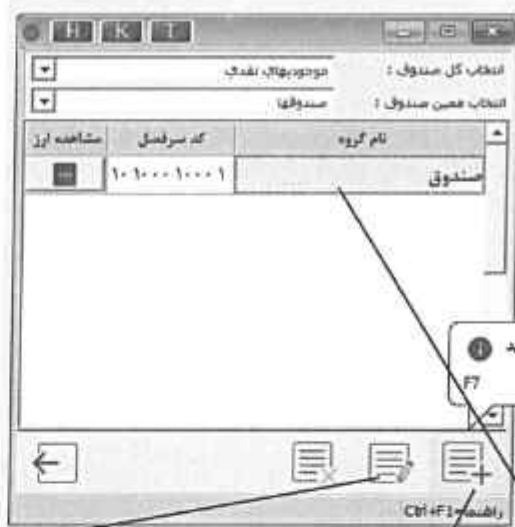 H K T
انتخاب کل صندوق : موجودیهای نقدی
انتخاب معین صندوق : صندوقها
نام گروه کد سرفصل مشاهده ارز
صندوق ۱۰۱۰۰۰۱۰۰۰۱
F7
راهنما=Ctrl+F1